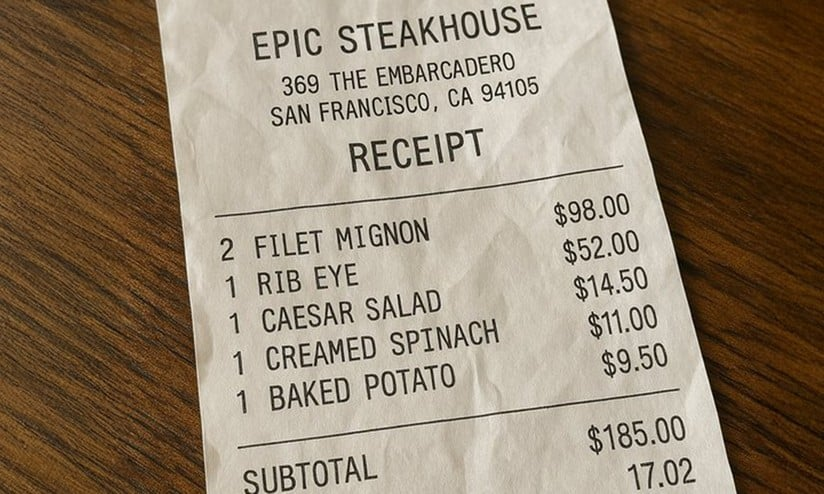 EPIC STEAKHOUSE
369 THE EMBARCADERO
SAN FRANCISCO, CA 94105
RECEIPT
2 FILET MIGNON $98.00
1 RIB EYE $52.00
1 CAESAR SALAD $14.50
1 CREAMED SPINACH $11.00
1 BAKED POTATO $9.50
SUBTOTAL $185.00
17.02